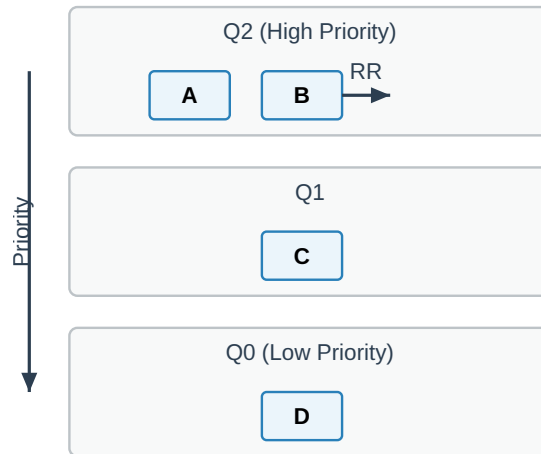 Q2 (High Priority)
RR
A
B
Priority
Q1
C
Q0 (Low Priority)
D